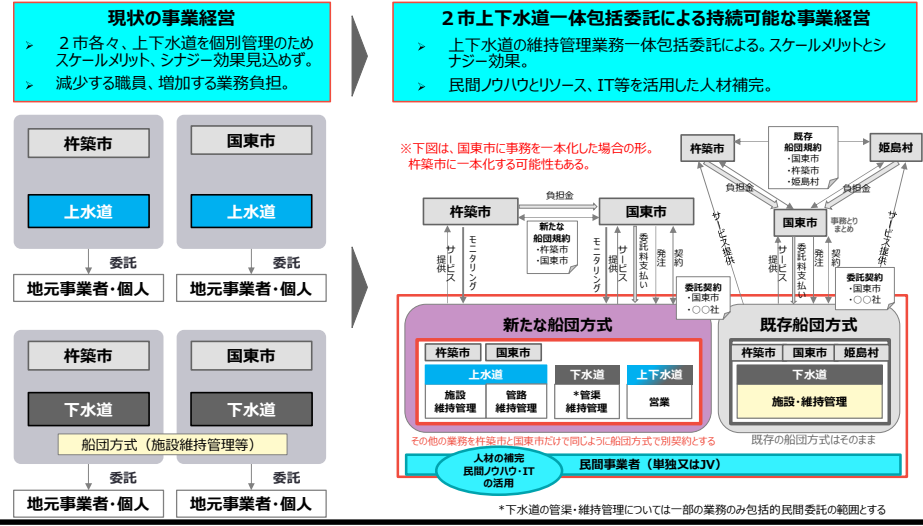 現状の事業経営
➢ ２市各々、上下水道を個別管理のため
スケールメリット、シナジー効果見込めず。
➢ 減少する職員、増加する業務負担。
杵築市
国東市
上水道
上水道
委託
委託
地元事業者・個人
地元事業者・個人
杵築市
国東市
下水道
下水道
船団方式（施設維持管理等）
委託
委託
地元事業者・個人
地元事業者・個人
２市上下水道一体包括委託による持続可能な事業経営
➢ 上下水道の維持管理業務一体包括委託による。スケールメリットとシ
ナジー効果。
➢ 民間ノウハウとリソース、IT等を活用した人材補完。
※下図は、国東市に事務を一本化した場合の形。
杵築市に一本化する可能性もある。
杵築市
負担金
国東市
新たな
船団規約
・杵築市
・国東市
サービス
提供
モニタリング
モニタリング
サービス
提供
委託料支払い
発注
契約
杵築市
既存
船団規約
・国東市
・杵築市
・姫島村
姫島村
負担金
負担金
国東市
事務とり
まとめ
サービス提供
サービス提供
サービス
提供
委託料支払い
発注
契約
委託契約
・国東市
・○○社
委託契約
・国東市
・○○社
新たな船団方式
杵築市
国東市
上水道
下水道
上下水道
施設
維持管理
管路
維持管理
*管渠
維持管理
営業
その他の業務を杵築市と国東市だけで同じように船団方式で別契約とする
既存船団方式
杵築市
国東市
姫島村
下水道
施設・維持管理
既存の船団方式はそのまま
人材の補完
民間ノウハウ・IT
の活用
民間事業者（単独又はJV）
*下水道の管渠・維持管理については一部の業務のみ包括的民間委託の範囲とする